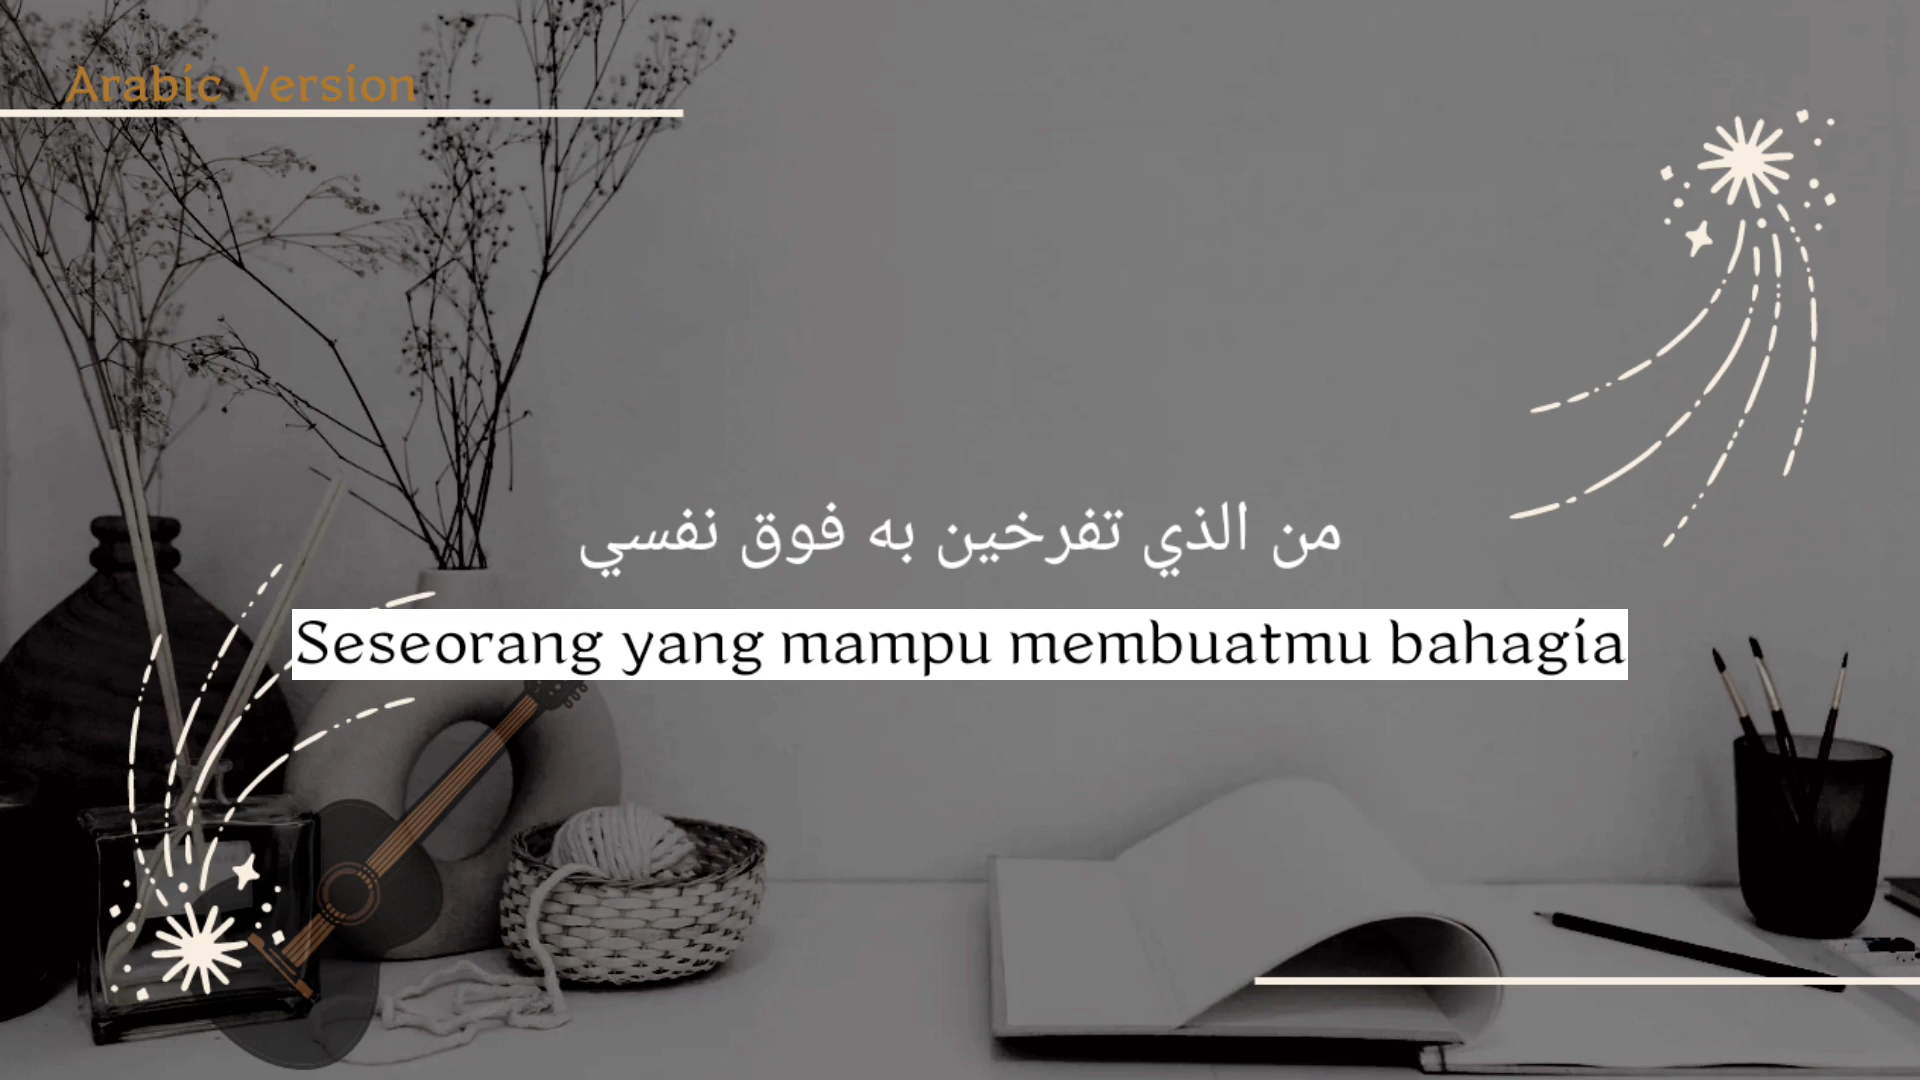 Arabic Version
من الذي تفرخين به فوق نفسي
Seseorang yang mampu membuatmu bahagia